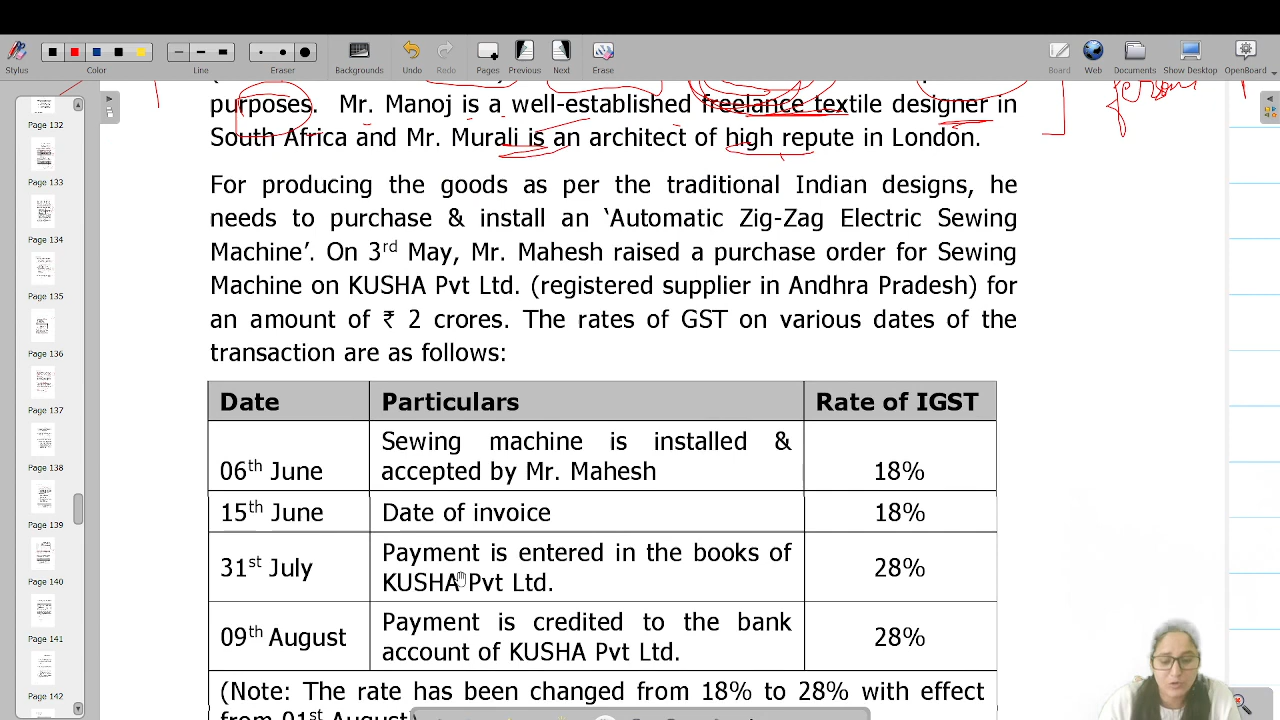 Stylus
Color
Line
Eraser
Backgrounds
Undo
Redo
Pages
Previous
Next
Erase
Board
Web
Documents
Show Desktop
OpenBoard
Page 132
Page 133
Page 134
Page 135
Page 136
Page 137
Page 138
Page 139
Page 140
Page 141
Page 142
purposes. Mr. Manoj is a well-established freelance textile designer in
South Africa and Mr. Murali is an architect of high repute in London.
For producing the goods as per the traditional Indian designs, he
needs to purchase & install an ‘Automatic Zig-Zag Electric Sewing
Machine’. On 3rd May, Mr. Mahesh raised a purchase order for Sewing
Machine on KUSHA Pvt Ltd. (registered supplier in Andhra Pradesh) for
an amount of ₹ 2 crores. The rates of GST on various dates of the
transaction are as follows:
Date Particulars Rate of IGST
06th June Sewing machine is installed & accepted by Mr. Mahesh 18%
15th June Date of invoice 18%
31st July Payment is entered in the books of KUSHA Pvt Ltd. 28%
09th August Payment is credited to the bank account of KUSHA Pvt Ltd. 28%
(Note: The rate has been changed from 18% to 28% with effect
from 01st August)